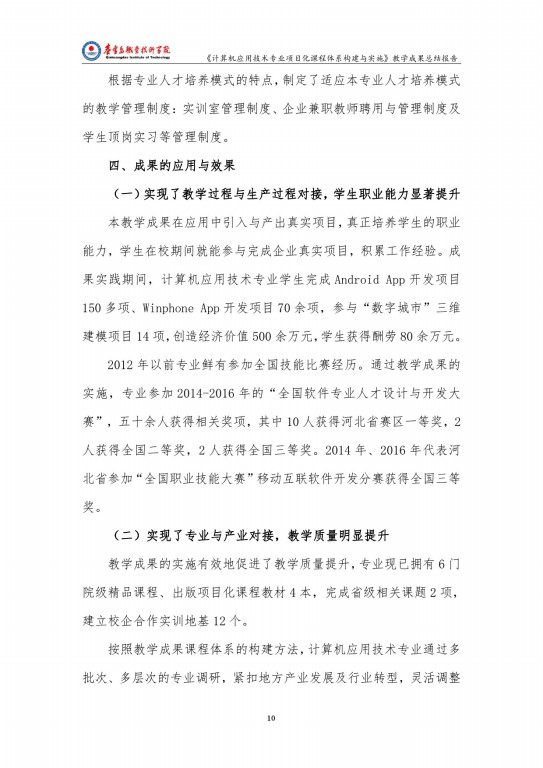 秦皇岛职业技术学院
Qinhuangdao Institute of Technology
《计算机应用技术专业项目化课程体系构建与实施》教学成果总结报告
根据专业人才培养模式的特点，制定了适应本专业人才培养模式
的教学管理制度：实训室管理制度、企业兼职教师聘用与管理制度及
学生顶岗实习等管理制度。
四、成果的应用与效果
（一）实现了教学过程与生产过程对接，学生职业能力显著提升
本教学成果在应用中引入与产出真实项目，真正培养学生的职业
能力，学生在校期间就能参与完成企业真实项目，积累工作经验。成
果实践期间，计算机应用技术专业学生完成 Android App 开发项目
150 多项、Winphone App 开发项目 70 余项，参与“数字城市”三维
建模项目 14 项，创造经济价值 500 余万元，学生获得酬劳 80 余万元。
2012 年以前专业鲜有参加全国技能比赛经历。通过教学成果的
实施，专业参加 2014-2016 年的“全国软件专业人才设计与开发大
赛”，五十余人获得相关奖项，其中 10 人获得河北省赛区一等奖，2
人获得全国二等奖，2 人获得全国三等奖。2014 年、2016 年代表河
北省参加“全国职业技能大赛”移动互联软件开发分赛获得全国三等
奖。
（二）实现了专业与产业对接，教学质量明显提升
教学成果的实施有效地促进了教学质量提升，专业现已拥有 6 门
院级精品课程、出版项目化课程教材 4 本，完成省级相关课题 2 项，
建立校企合作实训地基 12 个。
按照教学成果课程体系的构建方法，计算机应用技术专业通过多
批次、多层次的专业调研，紧扣地方产业发展及行业转型，灵活调整
10